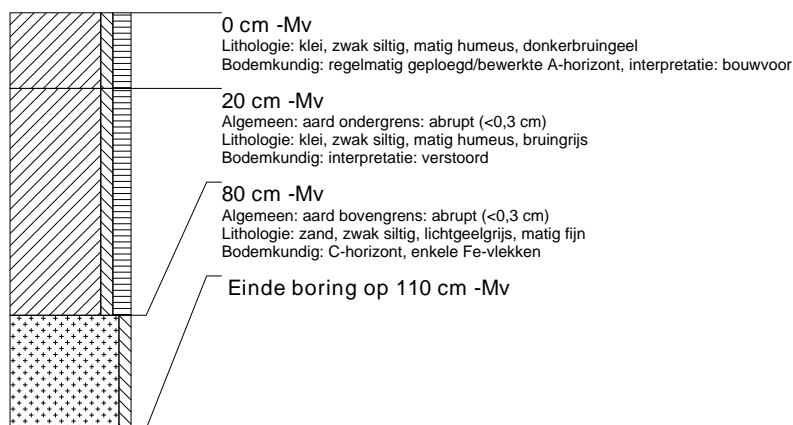 0 cm -Mv
Lithologie: klei, zwak siltig, matig humeus, donkerbruingeel
Bodemkundig: regelmatig geploegd/bewerkte A-horizont, interpretatie: bouwvoor
20 cm -Mv
Algemeen: aard ondergrens: abrupt (<0,3 cm)
Lithologie: klei, zwak siltig, matig humeus, bruingrijs
Bodemkundig: interpretatie: verstoord
80 cm -Mv
Algemeen: aard bovengrens: abrupt (<0,3 cm)
Lithologie: zand, zwak siltig, lichtgeelgrijs, matig fijn
Bodemkundig: C-horizont, enkele Fe-vlekken
Einde boring op 110 cm -Mv